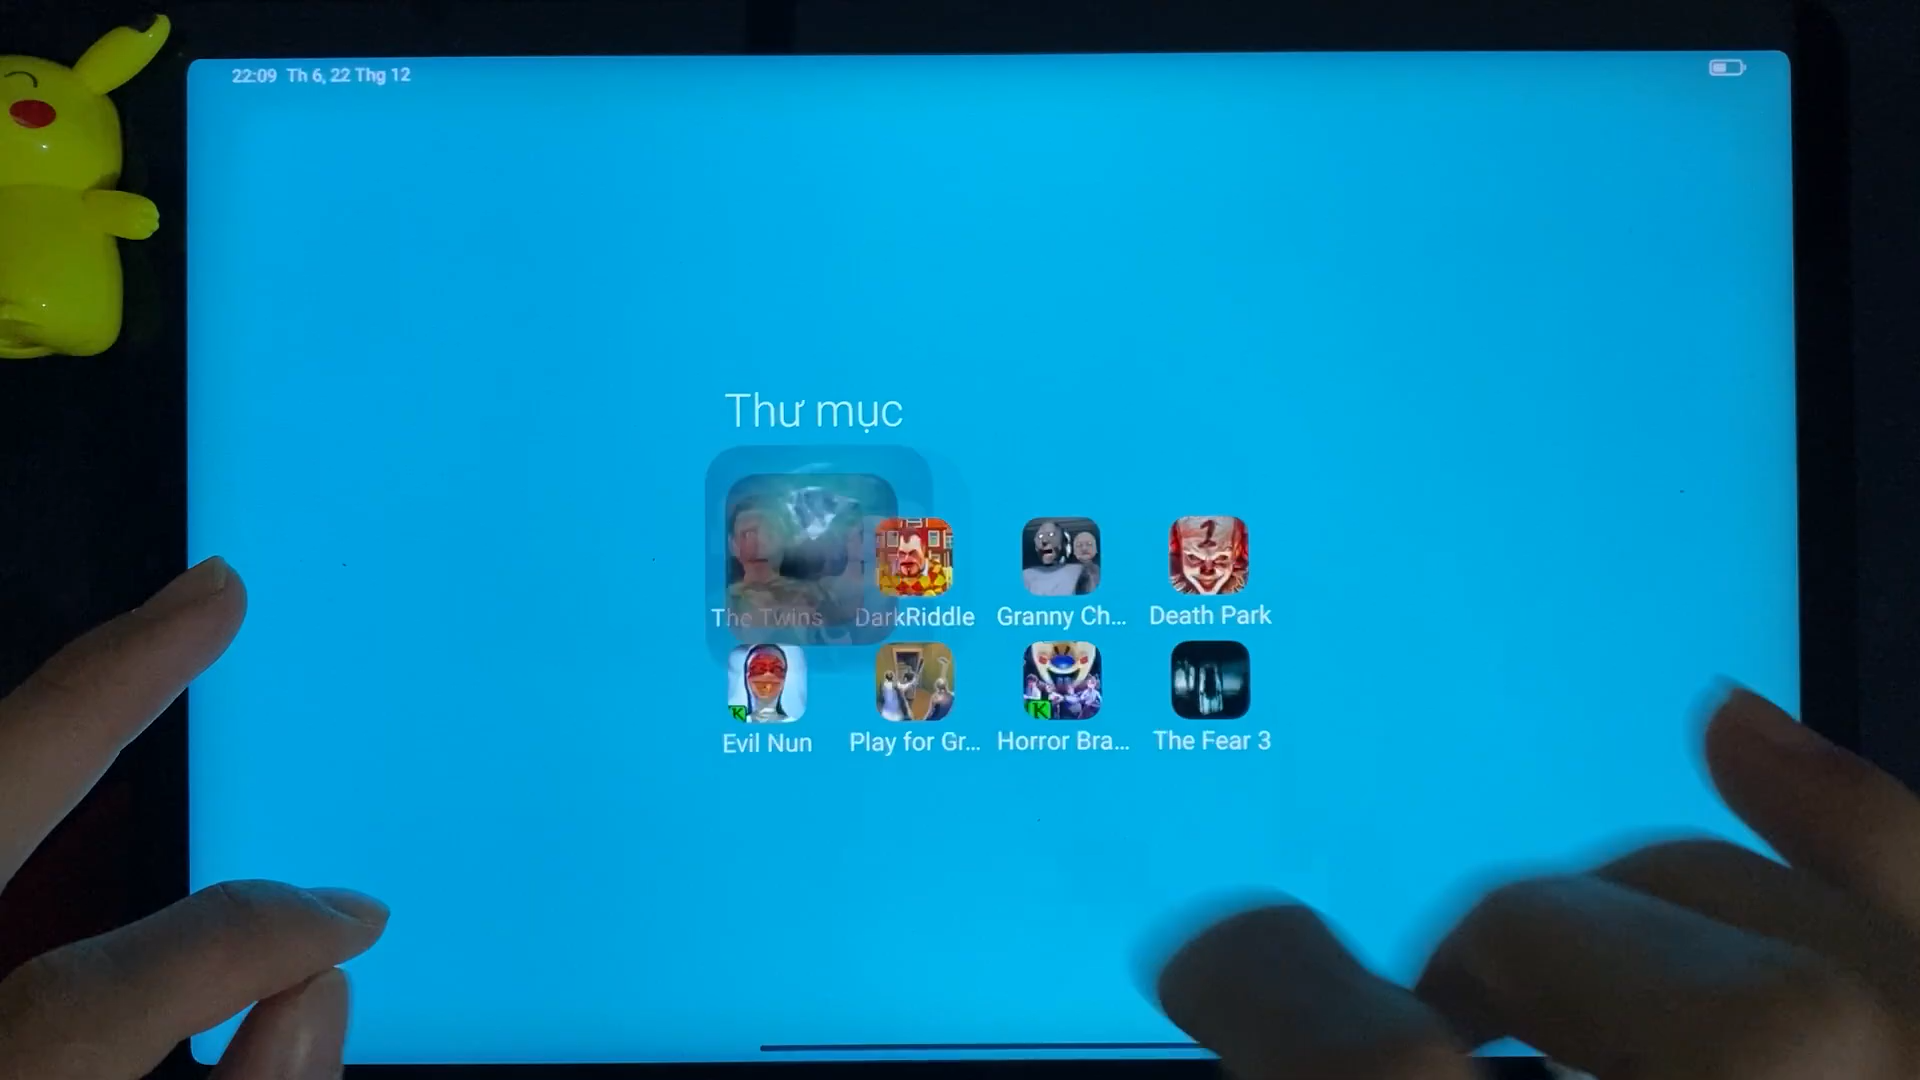 22:09 Th 6, 22 Thg 12
Thư mục
The Twins DarkRiddle Granny Ch... Death Park
Evil Nun Play for Gr... Horror Bra... The Fear 3